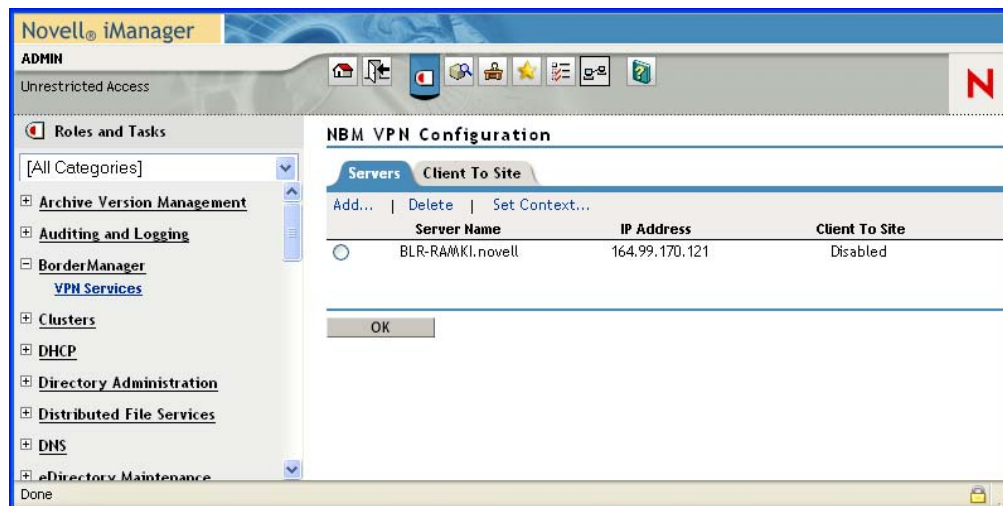 Novell® iManager
ADMIN
Unrestricted Access
N
Roles and Tasks
[All Categories]
Archive Version Management
Auditing and Logging
BorderManager
VPN Services
Clusters
DHCP
Directory Administration
Distributed File Services
DNS
eDirectory Maintenance
NBM VPN Configuration
Servers Client To Site
Add... | Delete | Set Context...
Server Name IP Address Client To Site
BLR-RAMKI.novell 164.99.170.121 Disabled
OK
Done